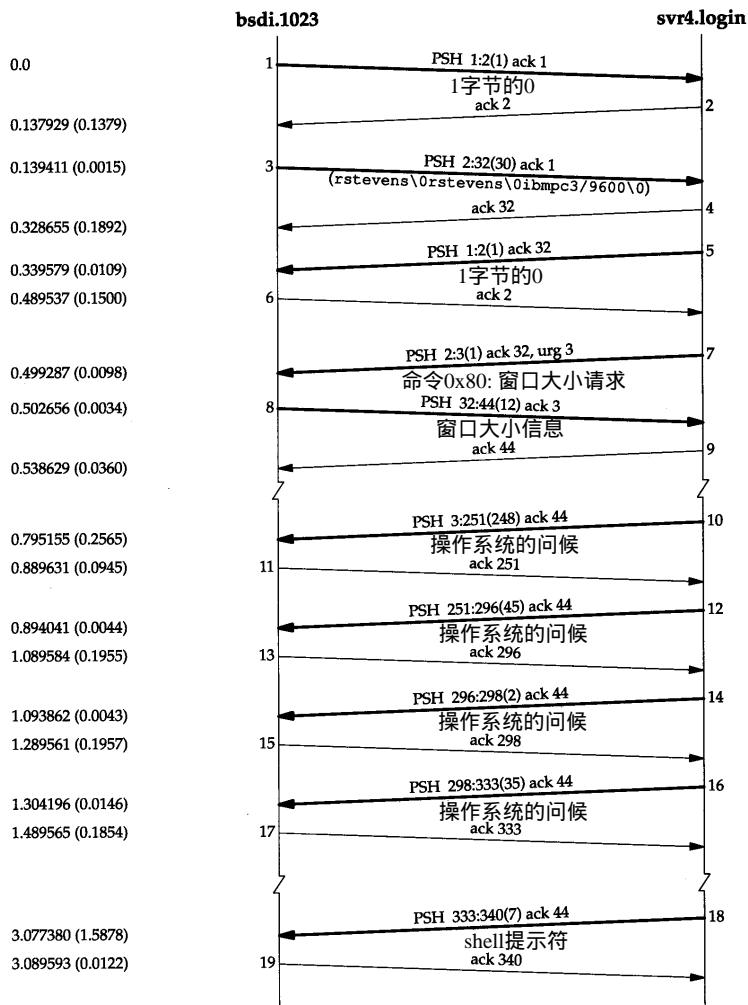 bsdi.1023 svr4.login
0.0 1 PSH 1:2(1) ack 1
1字节的0
ack 2 2
0.137929 (0.1379)
0.139411 (0.0015) 3 PSH 2:32(30) ack 1
(rstevens\0rstevens\0ibmpc3/9600\0)
ack 32 4
0.328655 (0.1892)
PSH 1:2(1) ack 32 5
0.339579 (0.0109) 1字节的0
0.489537 (0.1500) 6 ack 2
PSH 2:3(1) ack 32, urg 3 7
0.499287 (0.0098) 命令0x80: 窗口大小请求
0.502656 (0.0034) 8 PSH 32:44(12) ack 3
窗口大小信息
ack 44 9
0.538629 (0.0360)
PSH 3:251(248) ack 44 10
0.795155 (0.2565) 操作系统的问候
0.889631 (0.0945) 11 ack 251
PSH 251:296(45) ack 44 12
0.894041 (0.0044) 操作系统的问候
1.089584 (0.1955) 13 ack 296
PSH 296:298(2) ack 44 14
1.093862 (0.0043) 操作系统的问候
1.289561 (0.1957) 15 ack 298
PSH 298:333(35) ack 44 16
1.304196 (0.0146) 操作系统的问候
1.489565 (0.1854) 17 ack 333
PSH 333:340(7) ack 44 18
3.077380 (1.5878) shell提示符
3.089593 (0.0122) 19 ack 340